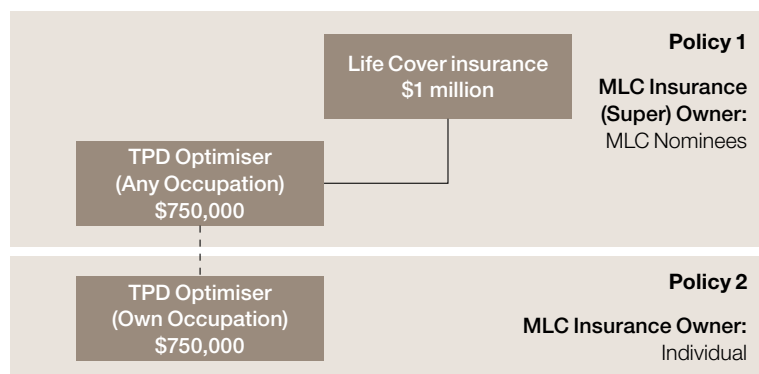 Policy 1
Life Cover insurance
$1 million
MLC Insurance
(Super) Owner:
MLC Nominees
TPD Optimiser
(Any Occupation)
$750,000
Policy 2
TPD Optimiser
(Own Occupation)
$750,000
MLC Insurance Owner:
Individual